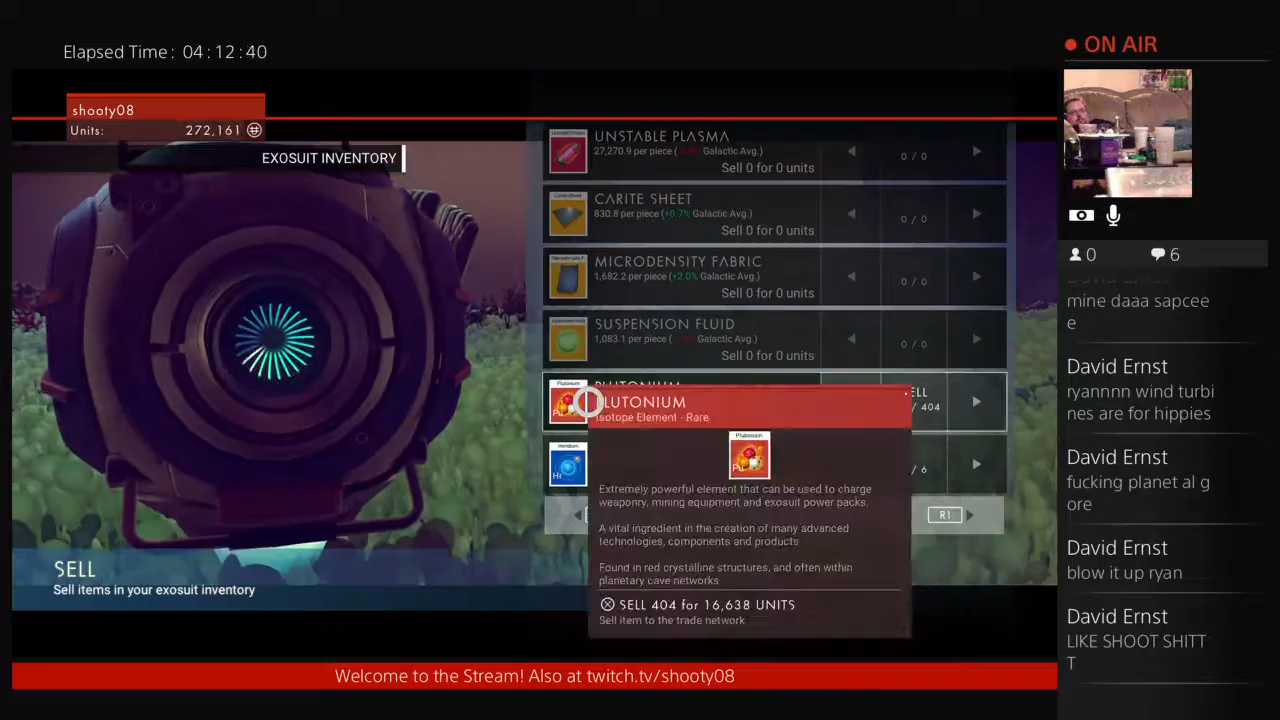 Elapsed Time: 04:12:40
ON AIR
shooty08
Units: 272,161
EXOSUIT INVENTORY
UNSTABLE PLASMA
27,270.9 per piece ( Galactic Avg.)
Sell 0 for 0 units
0 / 0
CARITE SHEET
830.8 per piece (+0.7% Galactic Avg.)
Sell 0 for 0 units
0 / 0
MICRODENSITY FABRIC
1,682.2 per piece (+2.0% Galactic Avg.)
Sell 0 for 0 units
0 / 0
SUSPENSION FLUID
1,083.1 per piece ( Galactic Avg.)
Sell 0 for 0 units
0 / 0
Plutonium
PLUTONIUM
ELL
/ 404
PLUTONIUM
Isotope Element - Rare
Plutonium
Pu
/ 6
Extremely powerful element that can be used to charge
weaponry, mining equipment and exosuit power packs.
A vital ingredient in the creation of many advanced
technologies, components and products
Found in red crystalline structures, and often within
planetary cave networks
SELL 404 for 16,638 UNITS
Sell item to the trade network
R1
SELL
Sell items in your exosuit inventory
Welcome to the Stream! Also at twitch.tv/shooty08
0
6
mine daaa sapcee
e
David Ernst
ryannnn wind turbi
nes are for hippies
David Ernst
fucking planet al g
ore
David Ernst
blow it up ryan
David Ernst
LIKE SHOOT SHITT
T